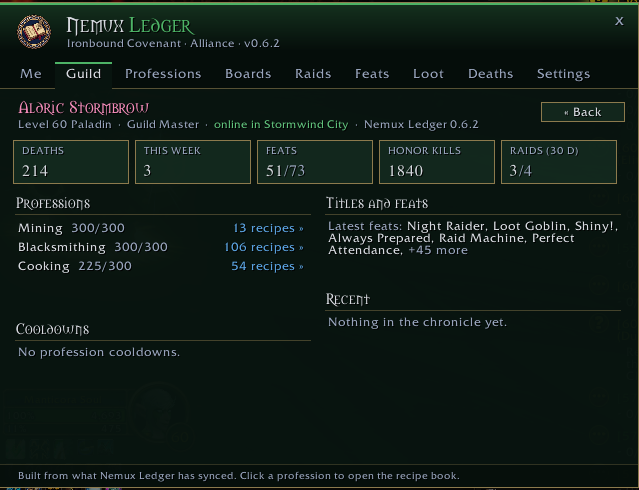 Nemux Ledger
Ironbound Covenant · Alliance · v0.6.2
x
Me Guild Professions Boards Raids Feats Loot Deaths Settings
Aldric Stormbrow
Level 60 Paladin · Guild Master · online in Stormwind City · Nemux Ledger 0.6.2
« Back
DEATHS
214
THIS WEEK
3
FEATS
51/73
HONOR KILLS
1840
RAIDS (30 D)
3/4
Professions
Mining 300/300 13 recipes »
Blacksmithing 300/300 106 recipes »
Cooking 225/300 54 recipes »
Cooldowns
No profession cooldowns.
Titles and feats
Latest feats: Night Raider, Loot Goblin, Shiny!,
Always Prepared, Raid Machine, Perfect
Attendance, +45 more
Recent
Nothing in the chronicle yet.
Built from what Nemux Ledger has synced. Click a profession to open the recipe book.